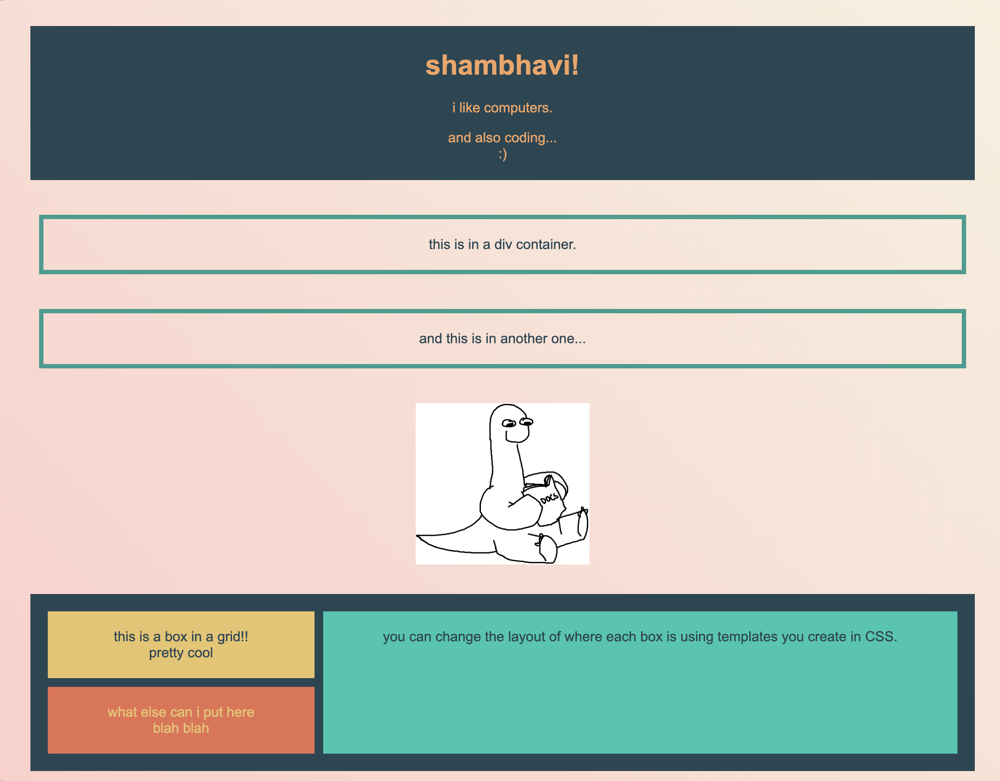 shambhavi!
i like computers.
and also coding...
:)
this is in a div container.
and this is in another one...
DOCS
this is a box in a grid!!
pretty cool
you can change the layout of where each box is using templates you create in CSS.
what else can i put here
blah blah